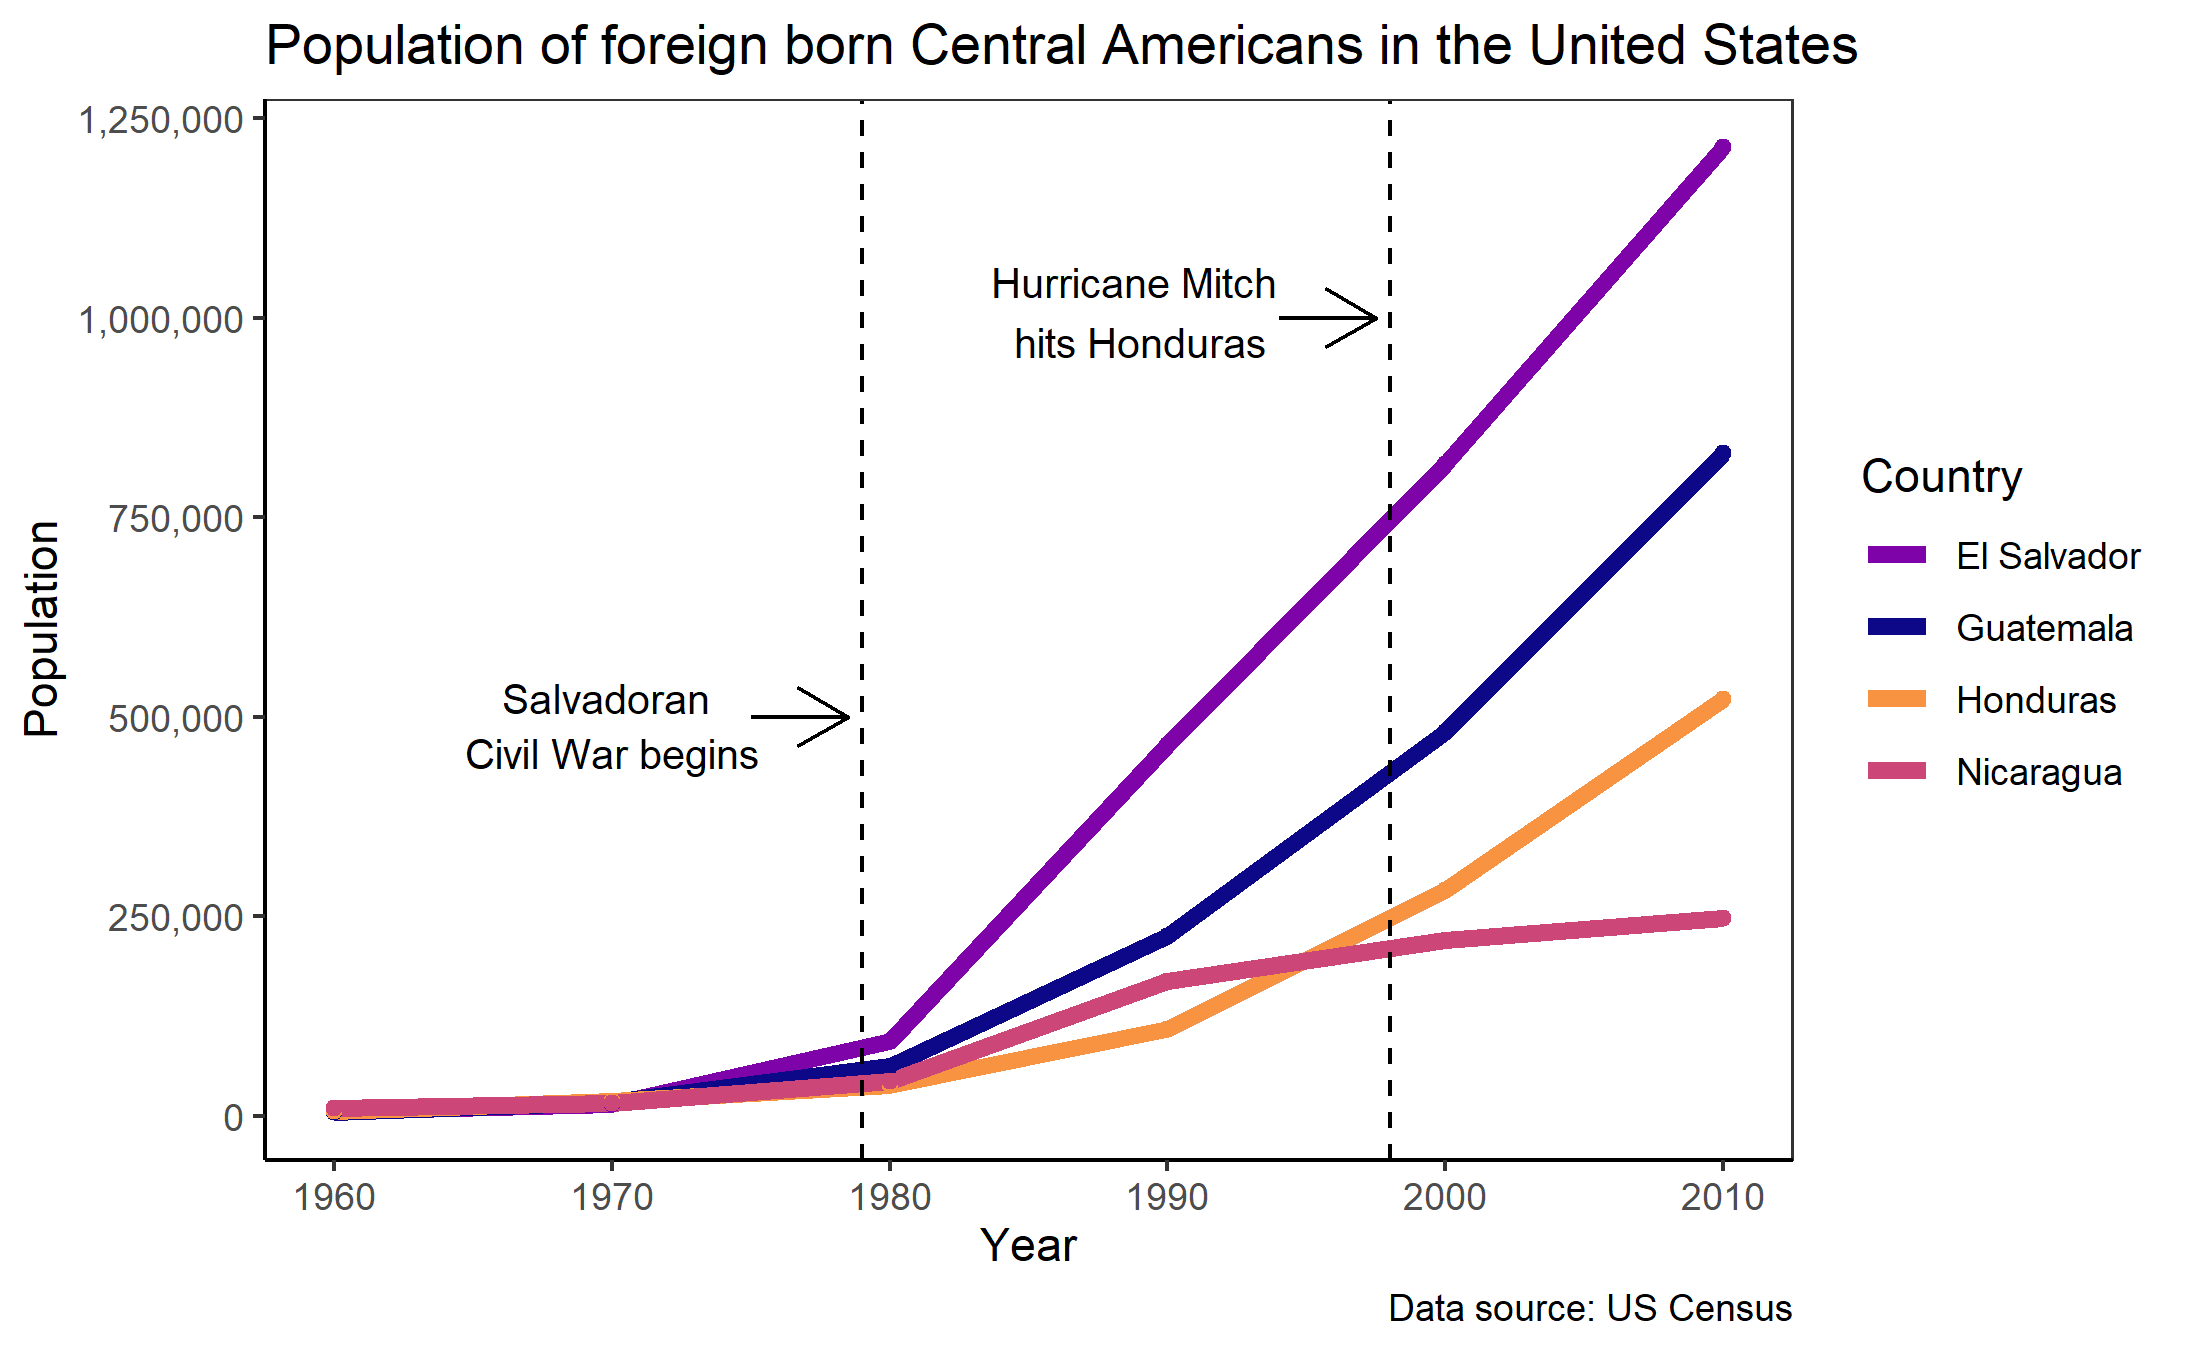 Population of foreign born Central Americans in the United States
1,250,000
1,000,000
750,000
500,000
250,000
0
Population
Hurricane Mitch
hits Honduras
Salvadoran
Civil War begins
Country
El Salvador
Guatemala
Honduras
Nicaragua
1960 1970 1980 1990 2000 2010
Year
Data source: US Census